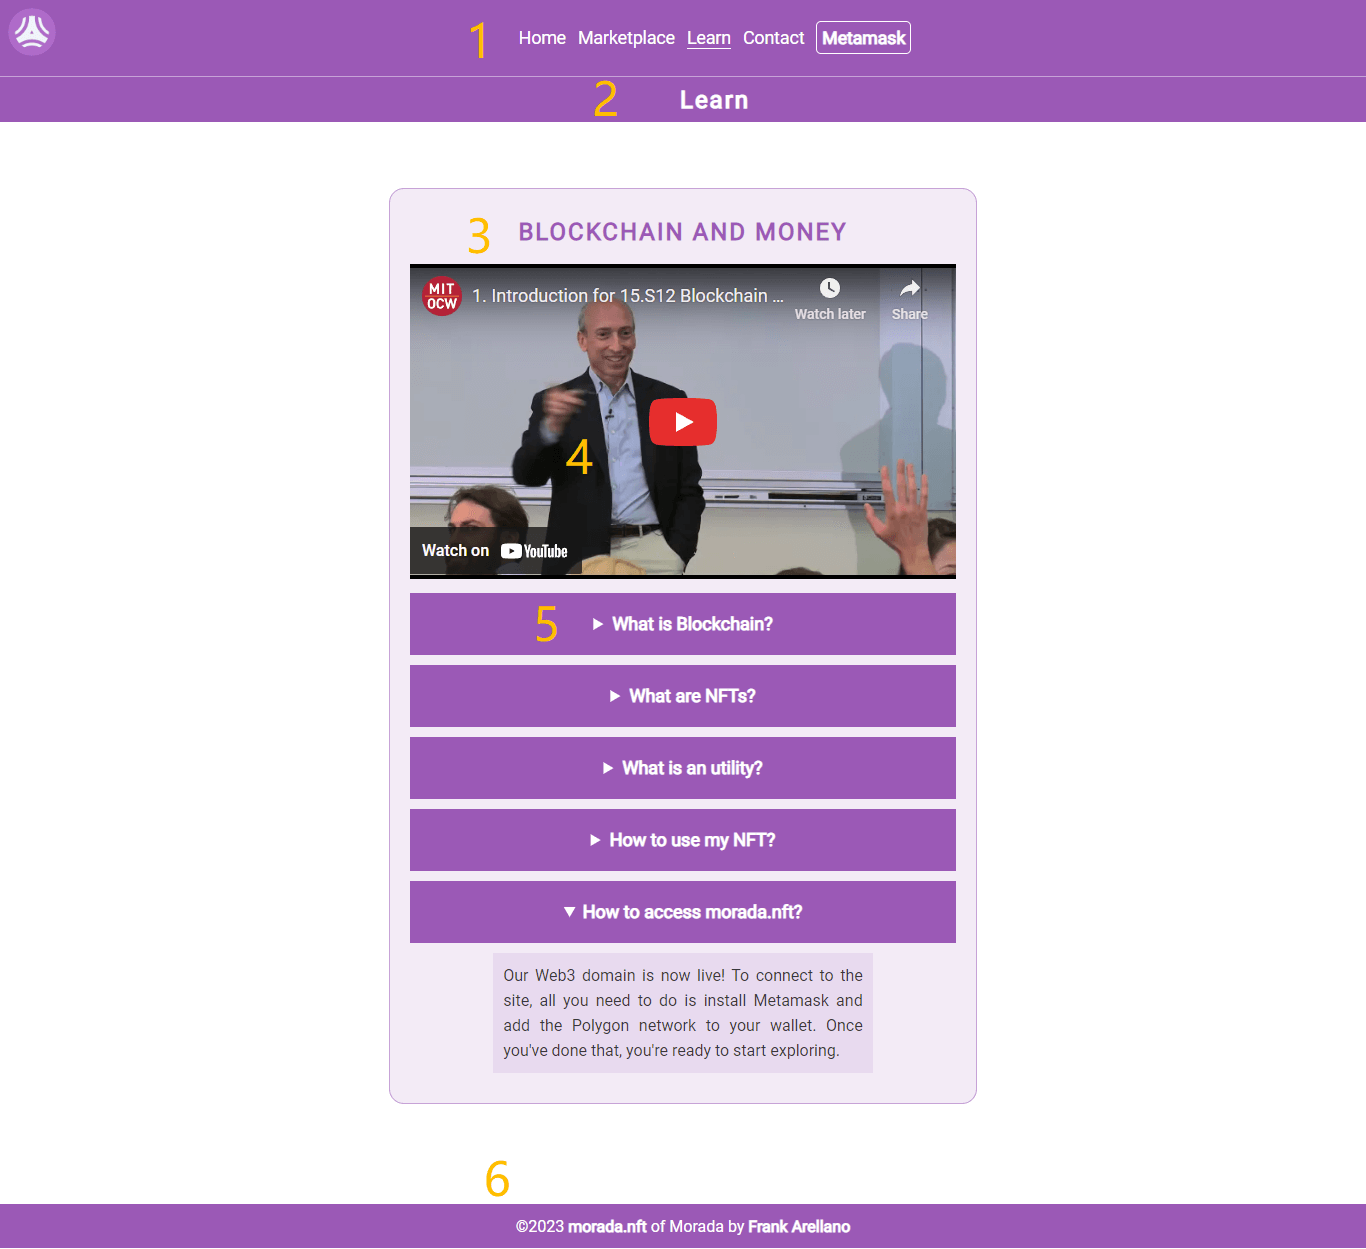 1 Home Marketplace Learn Contact Metamask
2 Learn
3 BLOCKCHAIN AND MONEY
MIT OCW 1. Introduction for 15.S12 Blockchain ... Watch later Share
4
Watch on YouTube
5 ▶ What is Blockchain?
▶ What are NFTs?
▶ What is an utility?
▶ How to use my NFT?
▼ How to access morada.nft?
Our Web3 domain is now live! To connect to the
site, all you need to do is install Metamask and
add the Polygon network to your wallet. Once
you've done that, you're ready to start exploring.
6
©2023 morada.nft of Morada by Frank Arellano